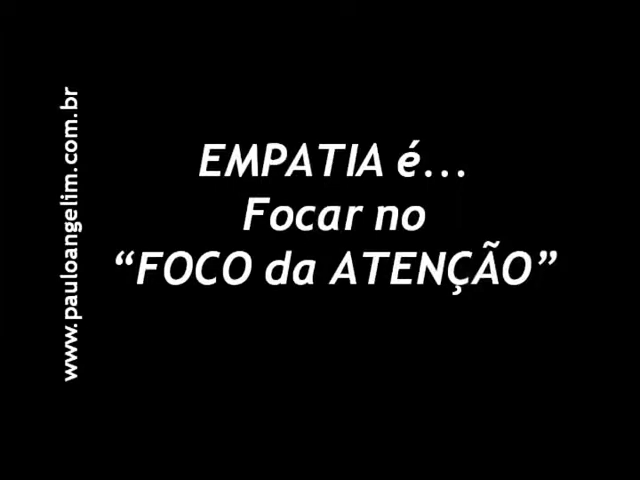 www.pauloangelim.com.br
EMPATIA é...
Focar no
“FOCO da ATENÇÃO”